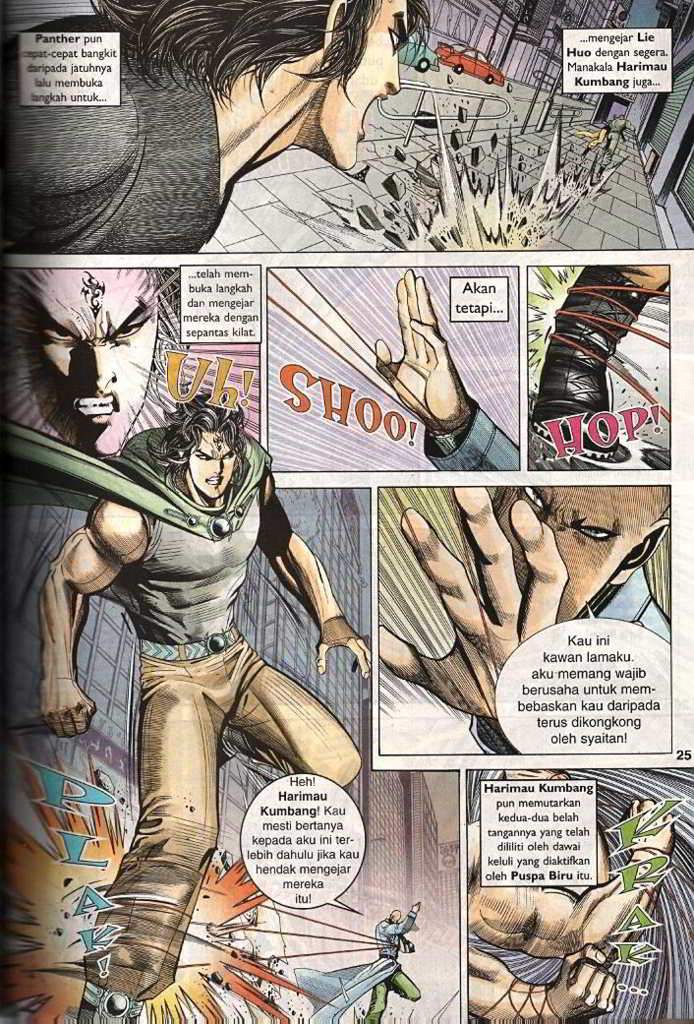 Panther pun
cepat-cepat bangkit
daripada jatuhnya
lalu membuka
langkah untuk...
...mengejar Lie
Huo dengan segera.
Manakala Harimau
Kumbang juga...
...telah mem-
buka langkah
dan mengejar
mereka dengan
sepantas kilat.
Uh!
Akan
tetapi...
SHOO!
HOP!
Kau ini
kawan lamaku.
aku memang wajib
berusaha untuk mem-
bebaskan kau daripada
terus dikongkong
oleh syaitan!
25
PLAK!
Heh!
Harimau
Kumbang! Kau
mesti bertanya
kepada aku ini ter-
lebih dahulu jika kau
hendak mengejar
mereka
itu!
Harimau Kumbang
pun memutarkan
kedua-dua belah
tangannya yang telah
dililiti oleh dawai
keluli yang diaktifkan
oleh Puspa Biru itu.
KRAK...